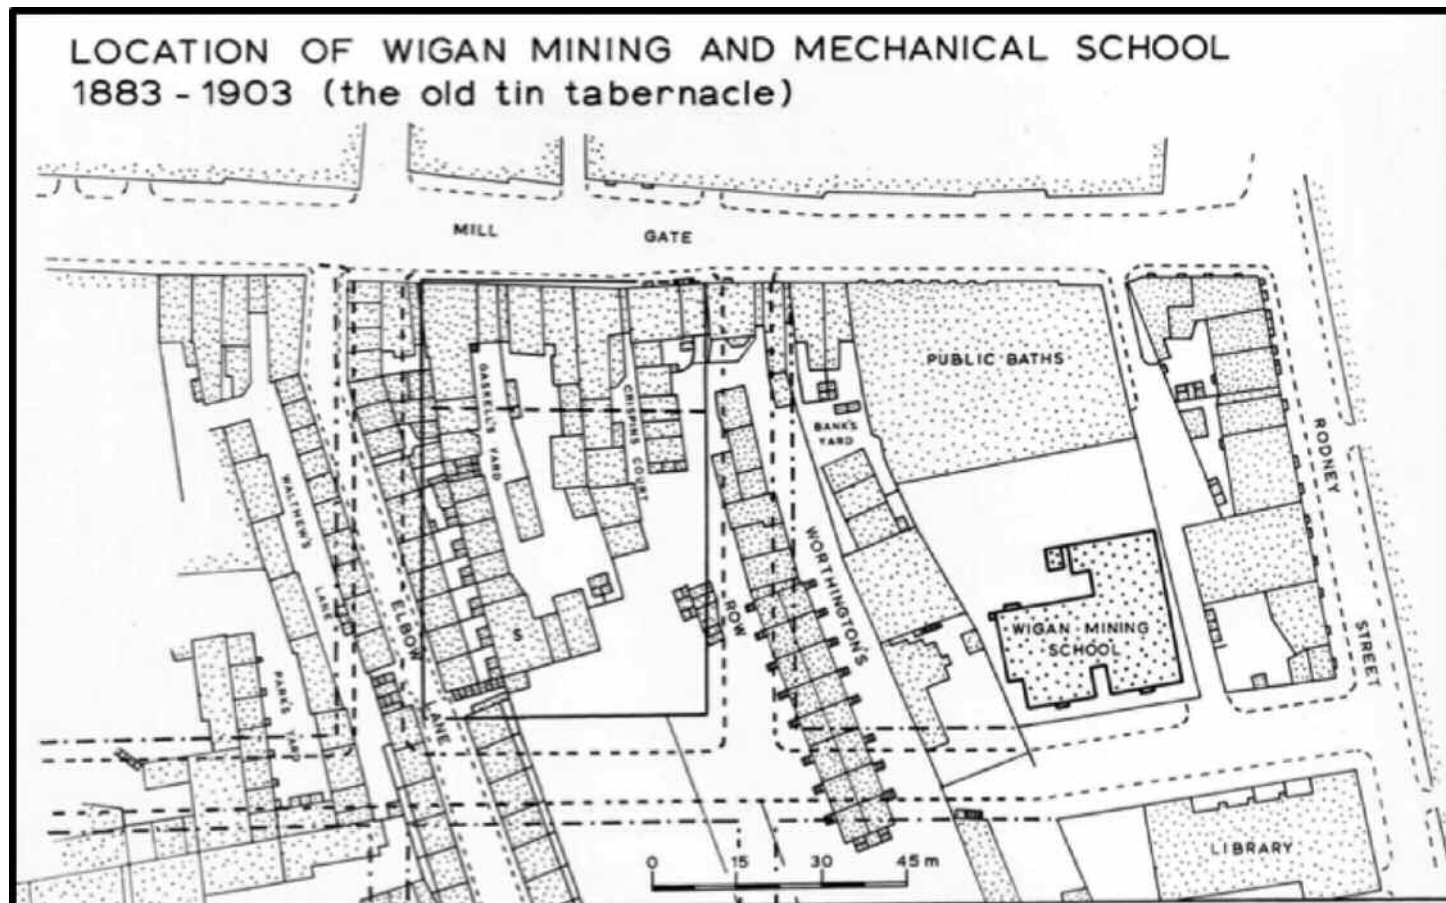 LOCATION OF WIGAN MINING AND MECHANICAL SCHOOL
1883 - 1903 (the old tin tabernacle)
MILL GATE
PUBLIC BATHS
GASKELL'S YARD
CRISPINS COURT
BANK'S
YARD
RODNEY STREET
WALTHEW'S LANE
WORTHINGTON'S ROW
ELBOW LANE
S
WIGAN MINING
SCHOOL
PARK'S YARD
0 15 30 45 m
LIBRARY